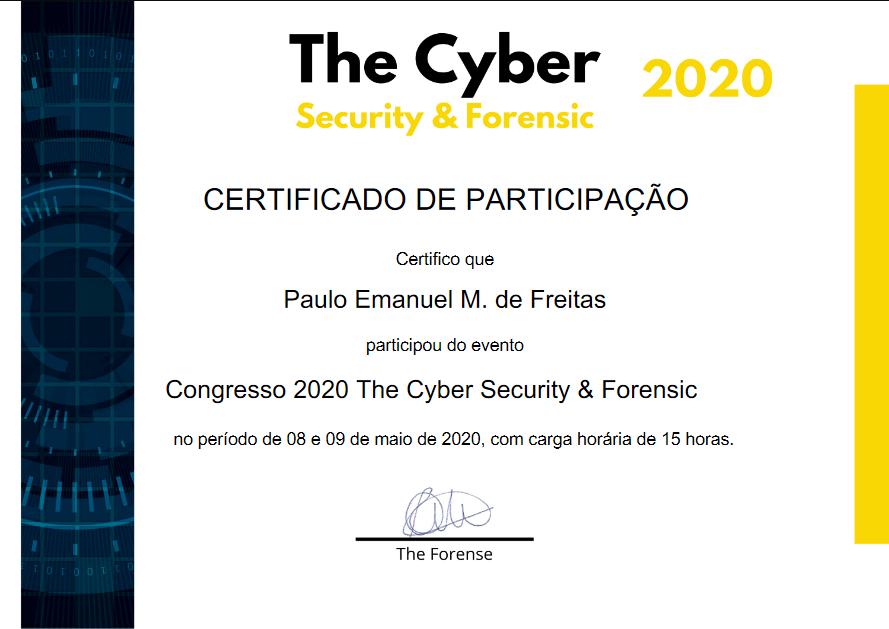 The Cyber
2020
Security & Forensic
CERTIFICADO DE PARTICIPAÇÃO
Certifico que
Paulo Emanuel M. de Freitas
participou do evento
Congresso 2020 The Cyber Security & Forensic
no período de 08 e 09 de maio de 2020, com carga horária de 15 horas.
The Forense